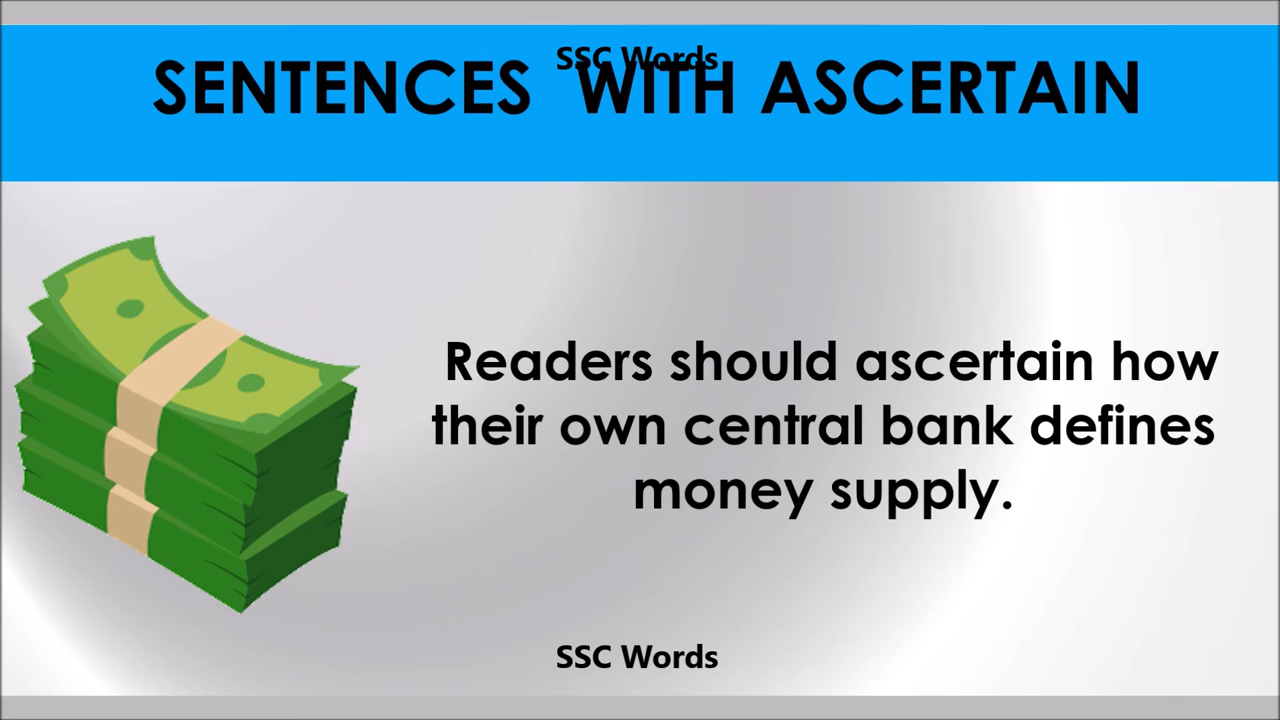 SSC Words
SENTENCES WITH ASCERTAIN
Readers should ascertain how
their own central bank defines
money supply.
SSC Words